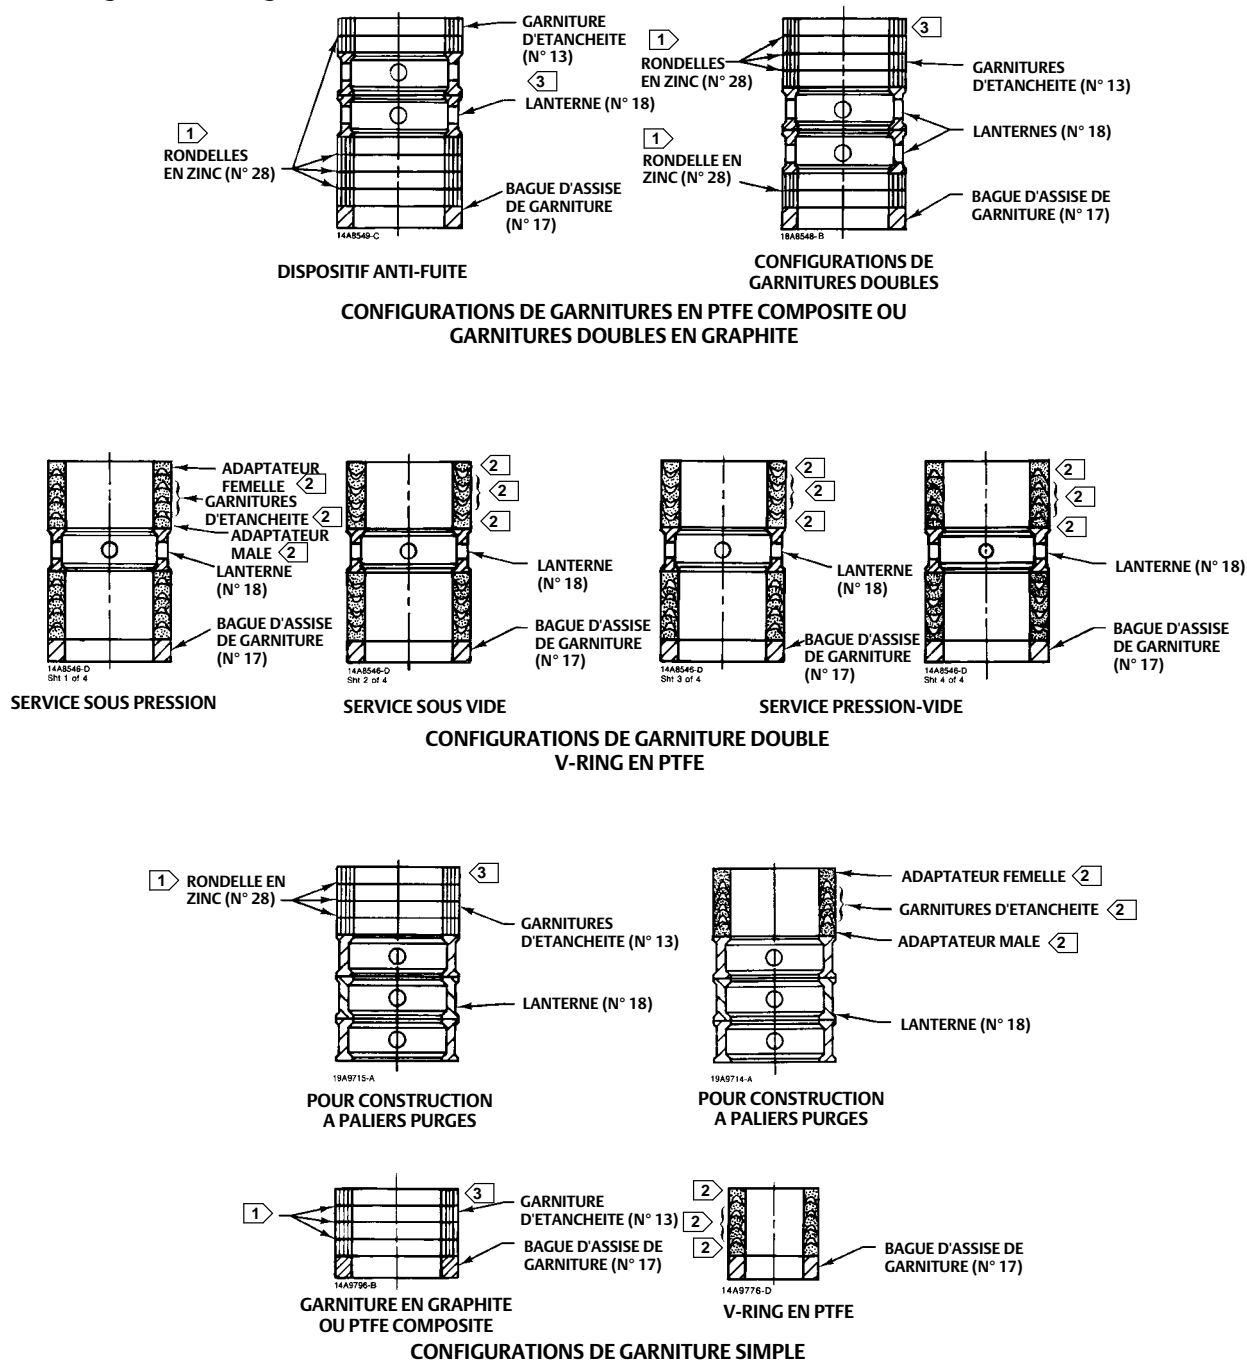 GARNITURE
D'ETANCHEITE
(N° 13)
3
LANTERNE (N° 18)
1
RONDELLES
EN ZINC (N° 28)
BAGUE D'ASSISE
DE GARNITURE
(N° 17)
14A8549-C
DISPOSITIF ANTI-FUITE
1
RONDELLES
EN ZINC (N° 28)
3
GARNITURES
D'ETANCHEITE (N° 13)
LANTERNES (N° 18)
1
RONDELLE EN
ZINC (N° 28)
BAGUE D'ASSISE DE
GARNITURE (N° 17)
18A8548-B
CONFIGURATIONS DE
GARNITURES DOUBLES
CONFIGURATIONS DE GARNITURES EN PTFE COMPOSITE OU
GARNITURES DOUBLES EN GRAPHITE
ADAPTATEUR
FEMELLE 2
GARNITURES
D'ETANCHEITE 2
ADAPTATEUR
MALE 2
LANTERNE
(N° 18)
BAGUE D'ASSISE
DE GARNITURE
(N° 17)
14A8546-D
Sht 1 of 4
SERVICE SOUS PRESSION
2
2
2
LANTERNE
(N° 18)
BAGUE D'ASSISE
DE GARNITURE
(N° 17)
14A8546-D
Sht 2 of 4
SERVICE SOUS VIDE
2
2
2
LANTERNE
(N° 18)
BAGUE D'ASSISE
DE GARNITURE
(N° 17)
14A8546-D
Sht 3 of 4
2
2
2
LANTERNE (N° 18)
BAGUE D'ASSISE
DE GARNITURE
(N° 17)
14A8546-D
Sht 4 of 4
SERVICE PRESSION-VIDE
CONFIGURATIONS DE GARNITURE DOUBLE
V-RING EN PTFE
1 RONDELLE EN
ZINC (N° 28)
3
GARNITURES
D'ETANCHEITE (N° 13)
LANTERNE (N° 18)
19A9715-A
POUR CONSTRUCTION
A PALIERS PURGES
ADAPTATEUR FEMELLE 2
GARNITURES D'ETANCHEITE 2
ADAPTATEUR MALE 2
LANTERNE (N° 18)
19A9714-A
POUR CONSTRUCTION
A PALIERS PURGES
1
3
GARNITURE
D'ETANCHEITE (N° 13)
BAGUE D'ASSISE DE
GARNITURE (N° 17)
14A9796-B
GARNITURE EN GRAPHITE
OU PTFE COMPOSITE
2
2
2
BAGUE D'ASSISE DE
GARNITURE (N° 17)
14A9776-D
V-RING EN PTFE
CONFIGURATIONS DE GARNITURE SIMPLE